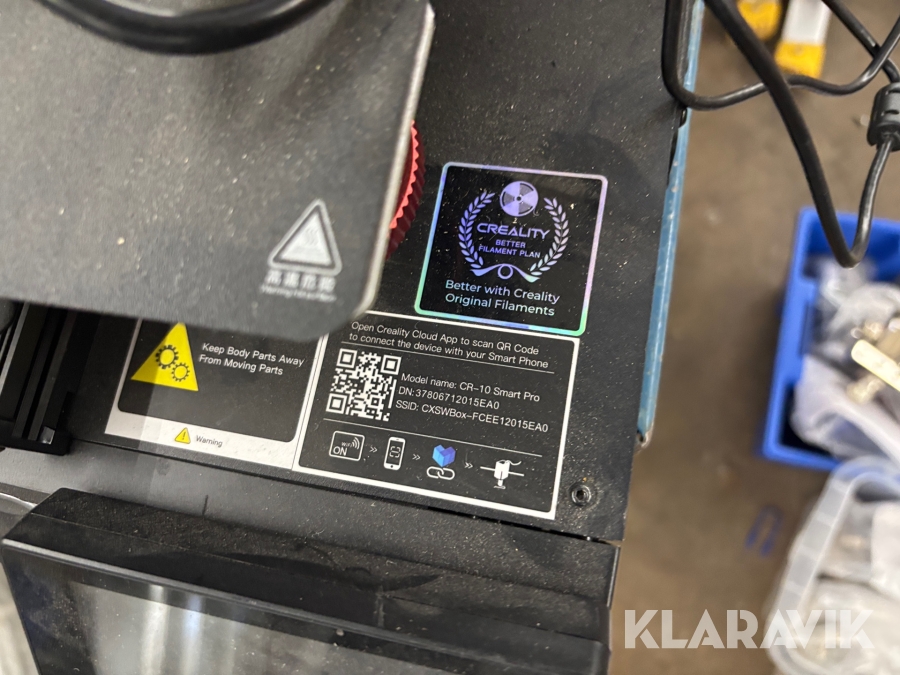 CREALITY
BETTER
FILAMENT PLAN
Better with Creality
Original Filaments
Keep Body Parts Away
From Moving Parts
Warning
Open Creality Cloud App to scan QR Code
to connect the device with your Smart Phone
Model name: CR-10 Smart Pro
DN:37806712015EA0
SSID: CXSWBox-FCEE12015EA0
WiFi
ON
KLARAVIK